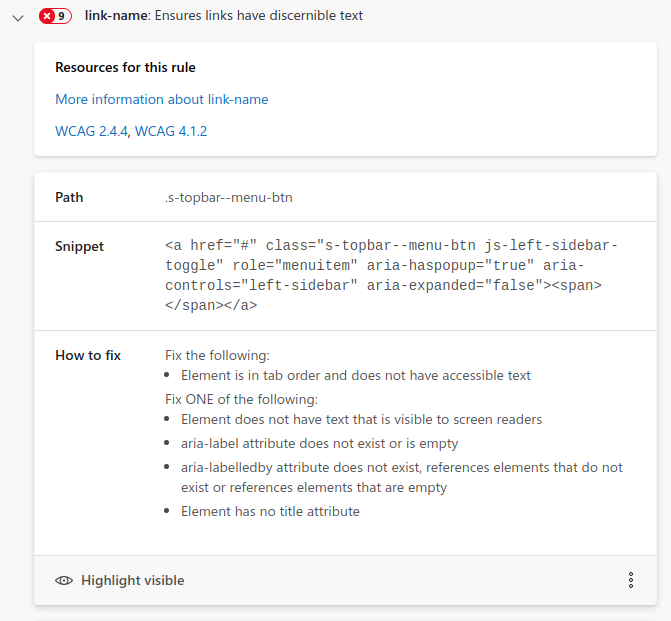 9 link-name: Ensures links have discernible text
Resources for this rule
More information about link-name
WCAG 2.4.4, WCAG 4.1.2
Path .s-topbar--menu-btn
Snippet <a href="#" class="s-topbar--menu-btn js-left-sidebar-
toggle" role="menuitem" aria-haspopup="true" aria-
controls="left-sidebar" aria-expanded="false"><span>
</span></a>
How to fix Fix the following:
• Element is in tab order and does not have accessible text
Fix ONE of the following:
• Element does not have text that is visible to screen readers
• aria-label attribute does not exist or is empty
• aria-labelledby attribute does not exist, references elements that do not
exist or references elements that are empty
• Element has no title attribute
Highlight visible